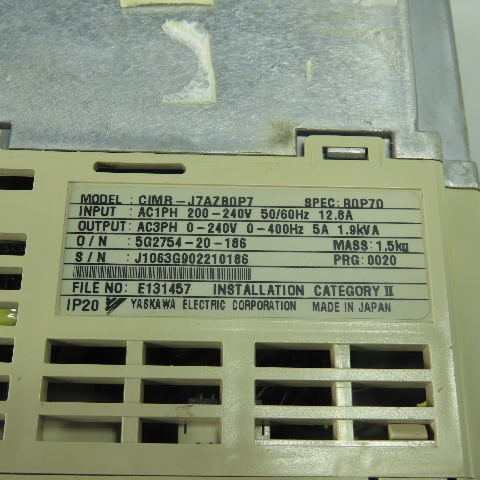 MODEL : CIMR-J7AZB0P7 SPEC: B0P70
INPUT : AC1PH 200-240V 50/60Hz 12.8A
OUTPUT: AC3PH 0-240V 0-400Hz 5A 1.9kVA
O/N : 5G2754-20-186 MASS: 1.5kg
S/N : J1063G902210186 PRG: 0020
FILE NO: E131457 INSTALLATION CATEGORY II
IP20 YASKAWA ELECTRIC CORPORATION MADE IN JAPAN